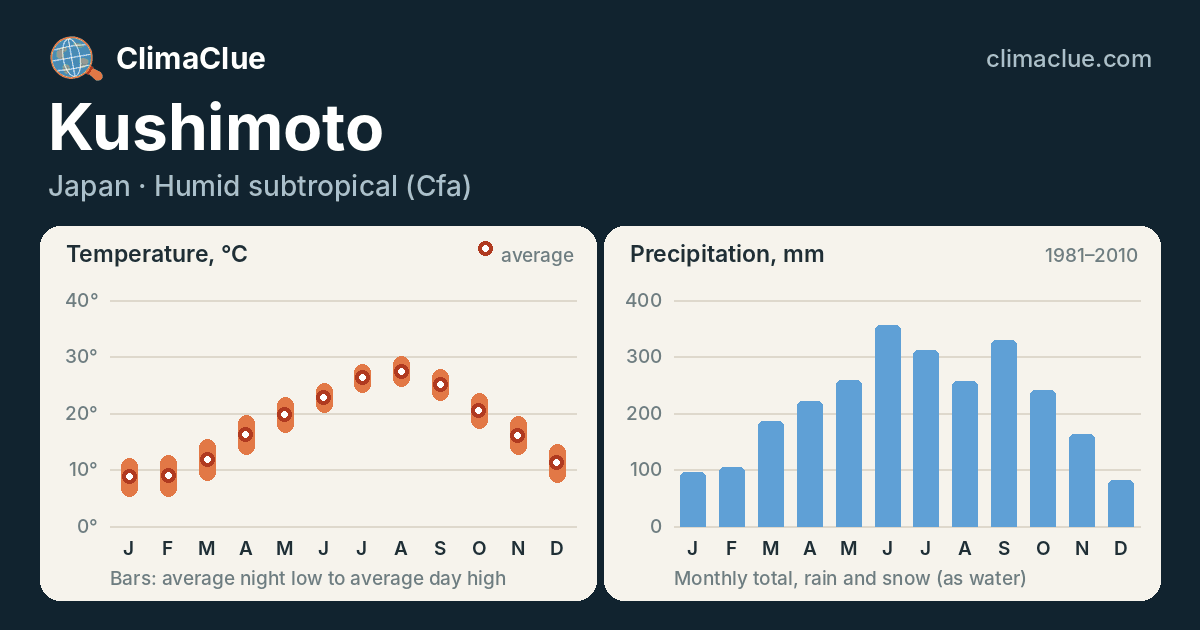 ClimaClue
climaclue.com
Kushimoto
Japan · Humid subtropical (Cfa)
Temperature, °C
average
40°
30°
20°
10°
0°
J F M A M J J A S O N D
Bars: average night low to average day high
Precipitation, mm
1981–2010
400
300
200
100
0
J F M A M J J A S O N D
Monthly total, rain and snow (as water)